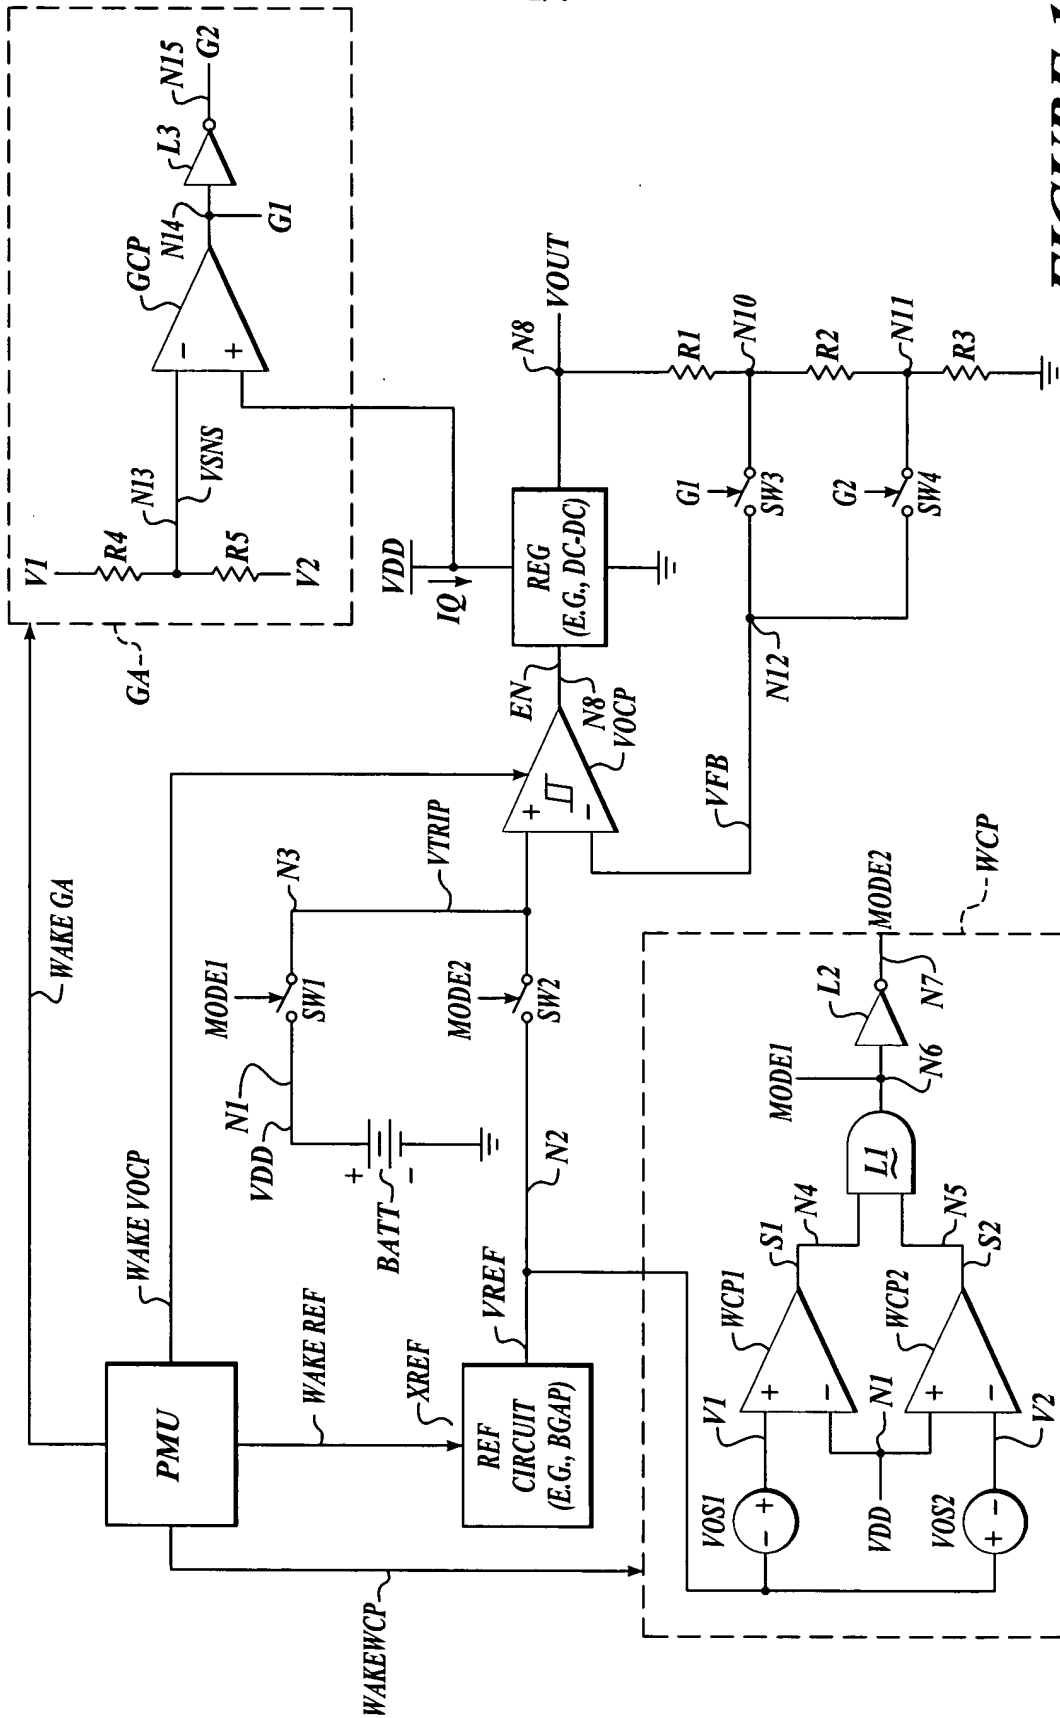 WAKE GA
GA
V1
R4
R5
V2
N13
VSNS
GCP
-
+
N14
G1
L3
N15
G2
PMU
WAKE VOCP
WAKE REF
WAKEWCP
XREF
REF
CIRCUIT
(E.G., BGAP)
VREF
N2
N1
VDD
BATT
+
-
MODE1
SW1
MODE2
SW2
N3
VTRIP
+
-
EN
N8
VOCP
VDD
IQ
REG
(E.G., DC-DC)
N8
VOUT
R1
N10
R2
N11
R3
G1
SW3
G2
SW4
N12
VFB
WCP
VOS1
- +
VOS2
+ -
V1
V2
VDD
N1
WCP1
+
-
WCP2
+
-
S1
N4
N5
S2
L1
MODE1
N6
L2
N7
MODE2